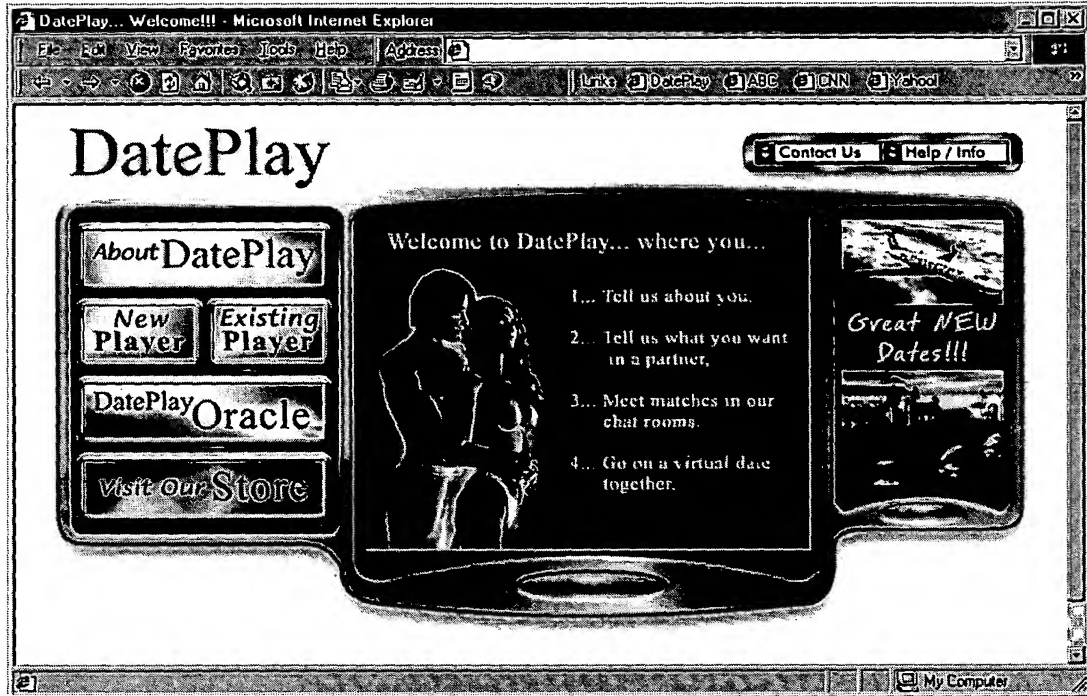 DatePlay... Welcome!!! - Microsoft Internet Explorer
File Edit View Favorites Tools Help Address
Links DatePlay ABC CNN Yahoo!
DatePlay
Contact Us Help / Info
About DatePlay
New Player
Existing Player
DatePlay Oracle
Visit Our Store
Welcome to DatePlay... where you...
1... Tell us about you.
2... Tell us what you want
in a partner.
3... Meet matches in our
chat rooms.
4... Go on a virtual date
together.
Great NEW
Dates!!!
My Computer